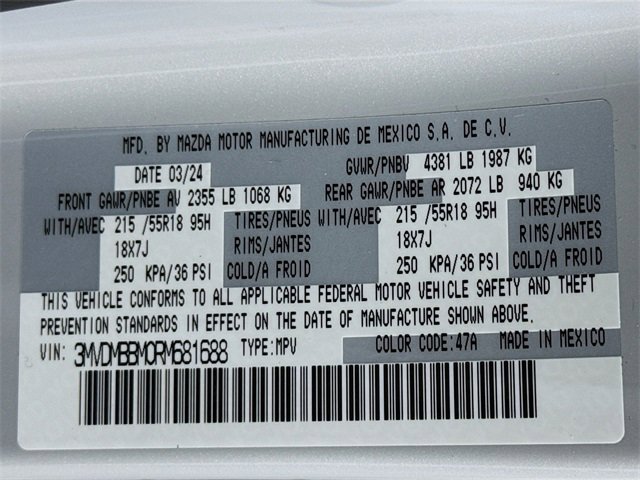 MFD. BY MAZDA MOTOR MANUFACTURING DE MEXICO S.A. DE C.V.
DATE 03/24 GVWR/PNBV 4381 LB 1987 KG
FRONT GAWR/PNBE AV 2355 LB 1068 KG REAR GAWR/PNBE AR 2072 LB 940 KG
WITH/AVEC 215 /55R18 95H TIRES/PNEUS WITH/AVEC 215 /55R18 95H TIRES/PNEUS
18X7J RIMS/JANTES 18X7J RIMS/JANTES
250 KPA/36 PSI COLD/A FROID 250 KPA/36 PSI COLD/A FROID
THIS VEHICLE CONFORMS TO ALL APPLICABLE FEDERAL MOTOR VEHICLE SAFETY AND THEFT
PREVENTION STANDARDS IN EFFECT ON THE DATE OF MANUFACTURE SHOWN ABOVE.
VIN: 3MVDMBBM0RM681688 TYPE:MPV COLOR CODE:47A MADE IN MEXICO